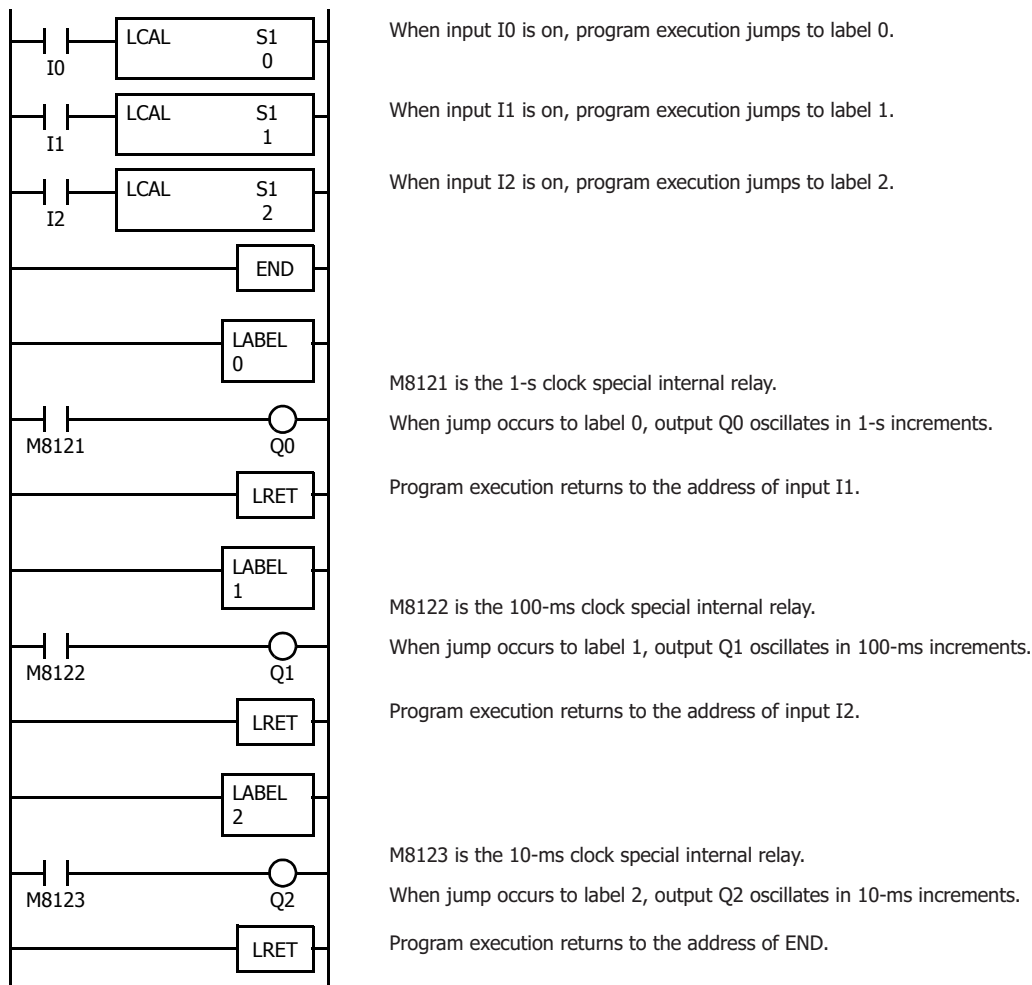 LCAL S1 When input I0 is on, program execution jumps to label 0.
0
I0
LCAL S1 When input I1 is on, program execution jumps to label 1.
1
I1
LCAL S1 When input I2 is on, program execution jumps to label 2.
2
I2
END
LABEL
0
M8121 is the 1-s clock special internal relay.
When jump occurs to label 0, output Q0 oscillates in 1-s increments.
M8121 Q0
LRET Program execution returns to the address of input I1.
LABEL
1
M8122 is the 100-ms clock special internal relay.
When jump occurs to label 1, output Q1 oscillates in 100-ms increments.
M8122 Q1
LRET Program execution returns to the address of input I2.
LABEL
2
M8123 is the 10-ms clock special internal relay.
When jump occurs to label 2, output Q2 oscillates in 10-ms increments.
M8123 Q2
LRET Program execution returns to the address of END.